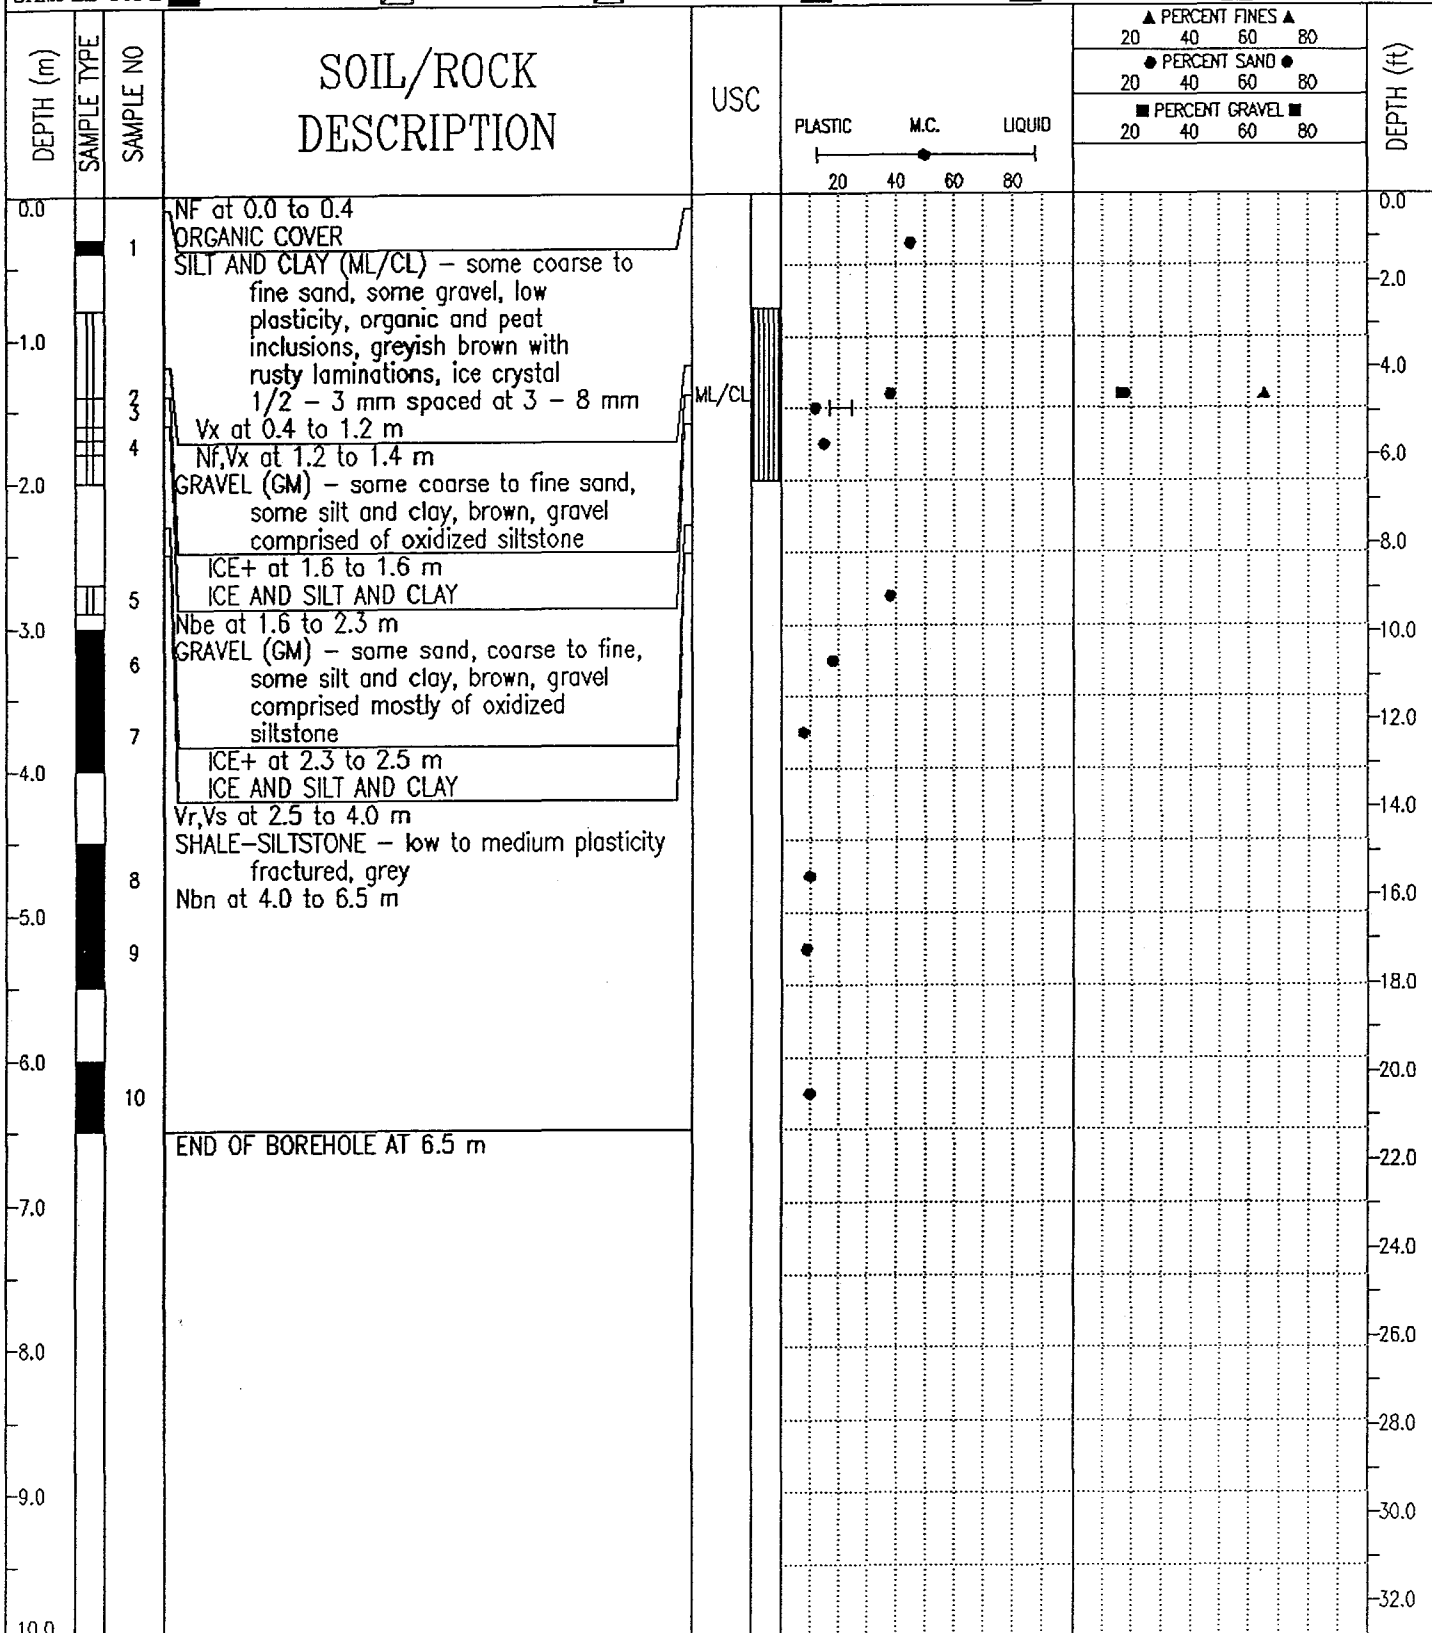 DEPTH (m)
SAMPLE TYPE
SAMPLE NO
SOIL/ROCK
DESCRIPTION
USC
PLASTIC M.C. LIQUID
20 40 60 80
▲ PERCENT FINES ▲
20 40 60 80
● PERCENT SAND ●
20 40 60 80
■ PERCENT GRAVEL ■
20 40 60 80
DEPTH (ft)
0.0
1.0
2.0
3.0
4.0
5.0
6.0
7.0
8.0
9.0
10.0
1
2
3
4
5
6
7
8
9
10
NF at 0.0 to 0.4
ORGANIC COVER
SILT AND CLAY (ML/CL) – some coarse to
fine sand, some gravel, low
plasticity, organic and peat
inclusions, greyish brown with
rusty laminations, ice crystal
1/2 – 3 mm spaced at 3 – 8 mm
Vx at 0.4 to 1.2 m
Nf,Vx at 1.2 to 1.4 m
GRAVEL (GM) – some coarse to fine sand,
some silt and clay, brown, gravel
comprised of oxidized siltstone
ICE+ at 1.6 to 1.6 m
ICE AND SILT AND CLAY
Nbe at 1.6 to 2.3 m
GRAVEL (GM) – some sand, coarse to fine,
some silt and clay, brown, gravel
comprised mostly of oxidized
siltstone
ICE+ at 2.3 to 2.5 m
ICE AND SILT AND CLAY
Vr,Vs at 2.5 to 4.0 m
SHALE–SILTSTONE – low to medium plasticity
fractured, grey
Nbn at 4.0 to 6.5 m
END OF BOREHOLE AT 6.5 m
ML/CL
0.0
2.0
4.0
6.0
8.0
10.0
12.0
14.0
16.0
18.0
20.0
22.0
24.0
26.0
28.0
30.0
32.0